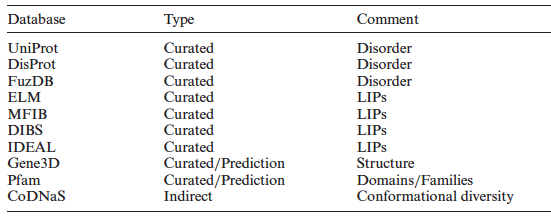 Database Type Comment
UniProt Curated Disorder
DisProt Curated Disorder
FuzDB Curated Disorder
ELM Curated LIPs
MFIB Curated LIPs
DIBS Curated LIPs
IDEAL Curated LIPs
Gene3D Curated/Prediction Structure
Pfam Curated/Prediction Domains/Families
CoDNaS Indirect Conformational diversity